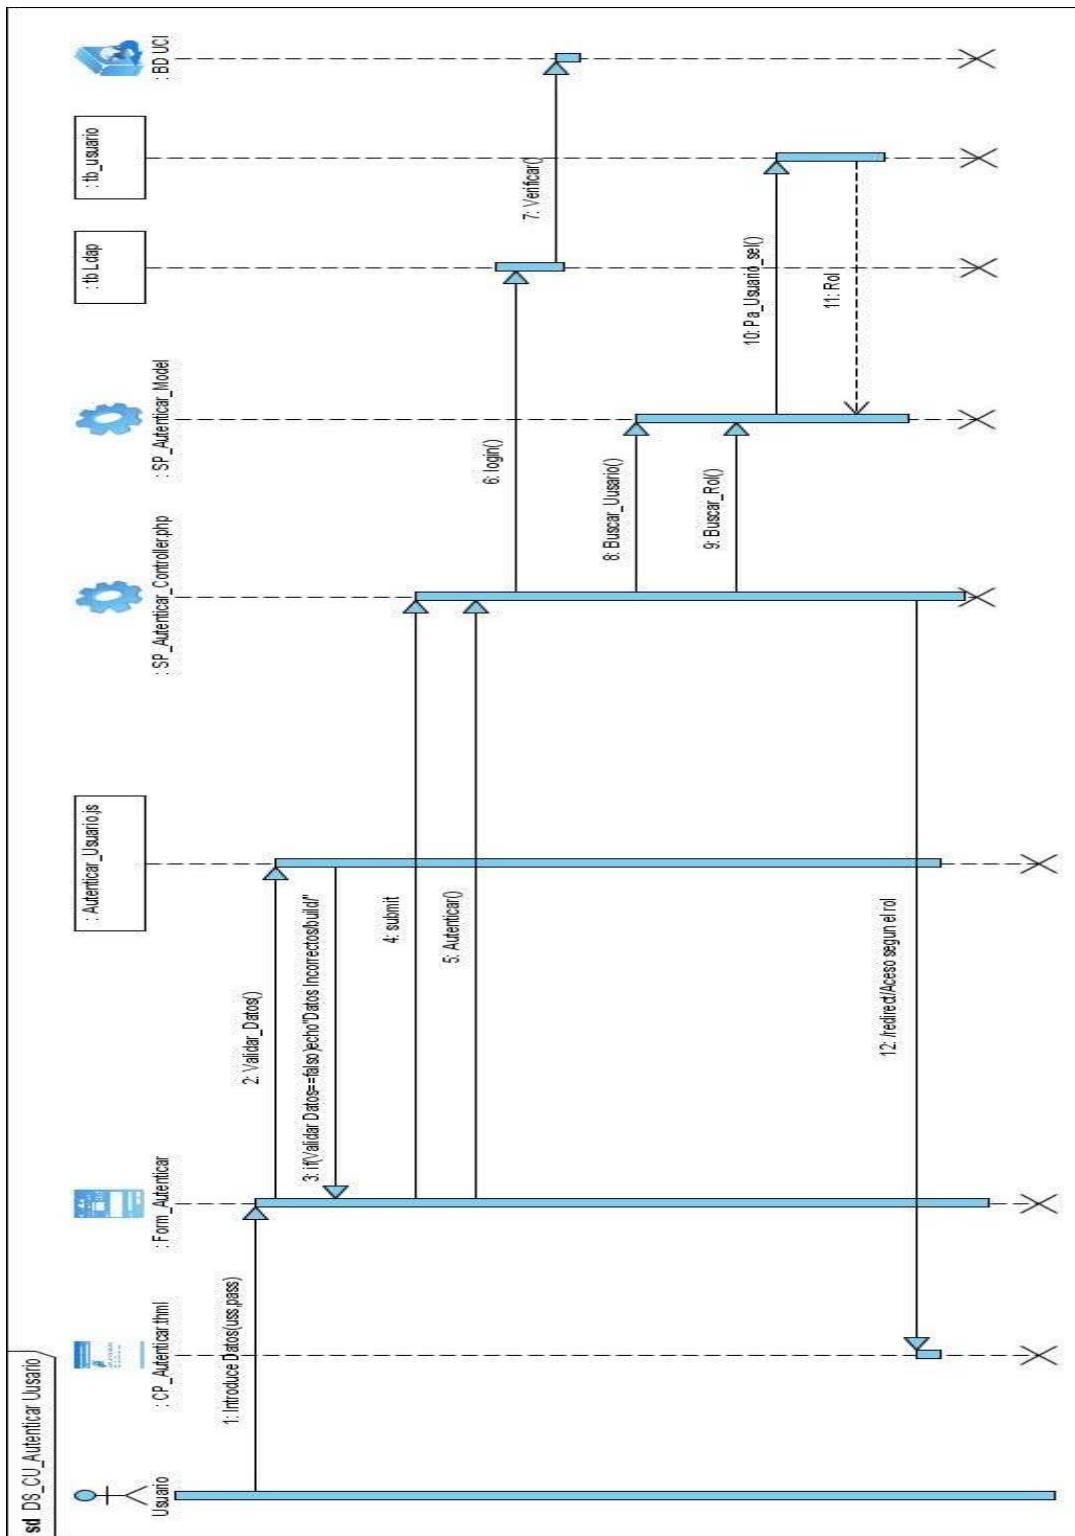 sd DS_CU_Autenticar Uusario
Usuario
: CP_Autenticar.thml
: Form_Autenticar
: Autenticar_Usuario.js
: SP_Autenticar_Controller.php
: SP_Autenticar_Model
: tb Ldap
: tb_usuario
: BD UCI
1: Introduce Datos(uss,pass)
2: Validar_Datos()
3: if(Validar Datos==falso)echo"Datos Incorrectos/build/"
4: submit
5: Autenticar()
6: login()
7: Verificar()
8: Buscar_Uusario()
9: Buscar_Rol()
10: Pa_Usuario_sel()
11: Rol
12: /redirect/Aceso segun el rol